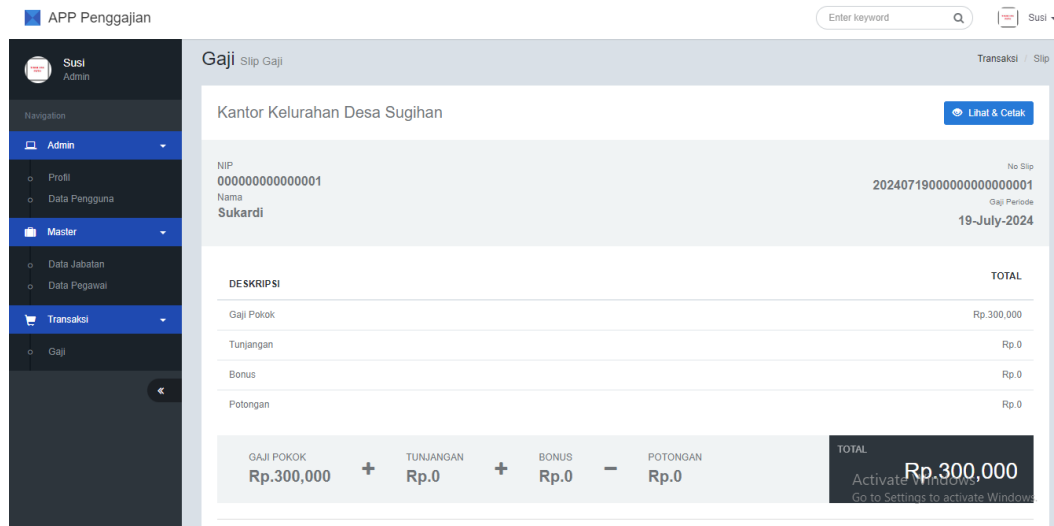 APP Penggajian
Enter keyword
Susi
Susi
Admin
Navigation
Admin
Profil
Data Pengguna
Master
Data Jabatan
Data Pegawai
Transaksi
Gaji
Gaji Slip Gaji
Transaksi / Slip
Kantor Kelurahan Desa Sugihan
Lihat & Cetak
NIP
000000000000001
Nama
Sukardi
No Slip
20240719000000000000001
Gaji Periode
19-July-2024
DESKRIPSI TOTAL
Gaji Pokok Rp.300,000
Tunjangan Rp.0
Bonus Rp.0
Potongan Rp.0
GAJI POKOK TUNJANGAN BONUS POTONGAN
Rp.300,000 + Rp.0 + Rp.0 − Rp.0
TOTAL
Rp.300,000
Activate Windows
Go to Settings to activate Windows.